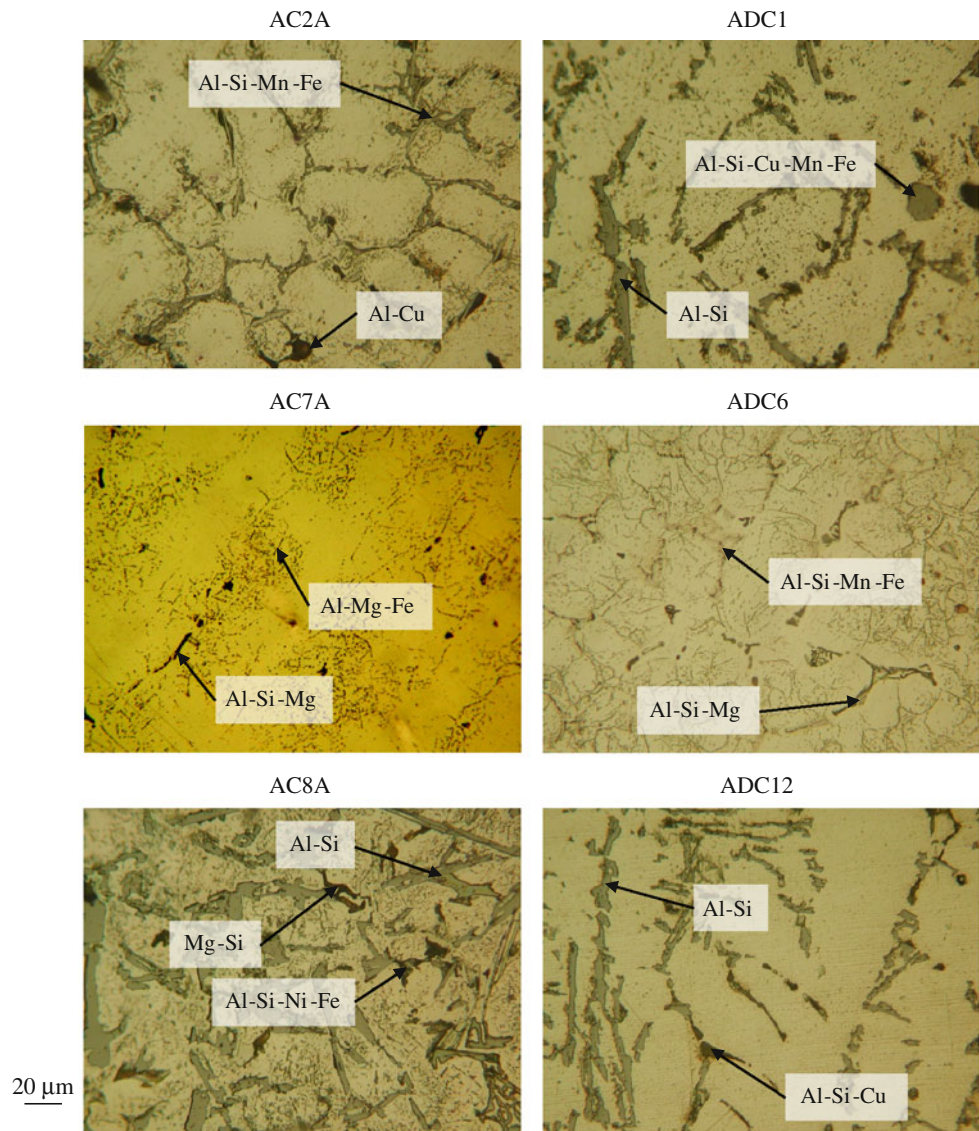 AC2A
ADC1
Al-Si-Mn-Fe
Al-Cu
Al-Si-Cu-Mn-Fe
Al-Si
AC7A
ADC6
Al-Mg-Fe
Al-Si-Mg
Al-Si-Mn-Fe
Al-Si-Mg
AC8A
ADC12
Al-Si
Mg-Si
Al-Si-Ni-Fe
Al-Si
Al-Si-Cu
20 μm